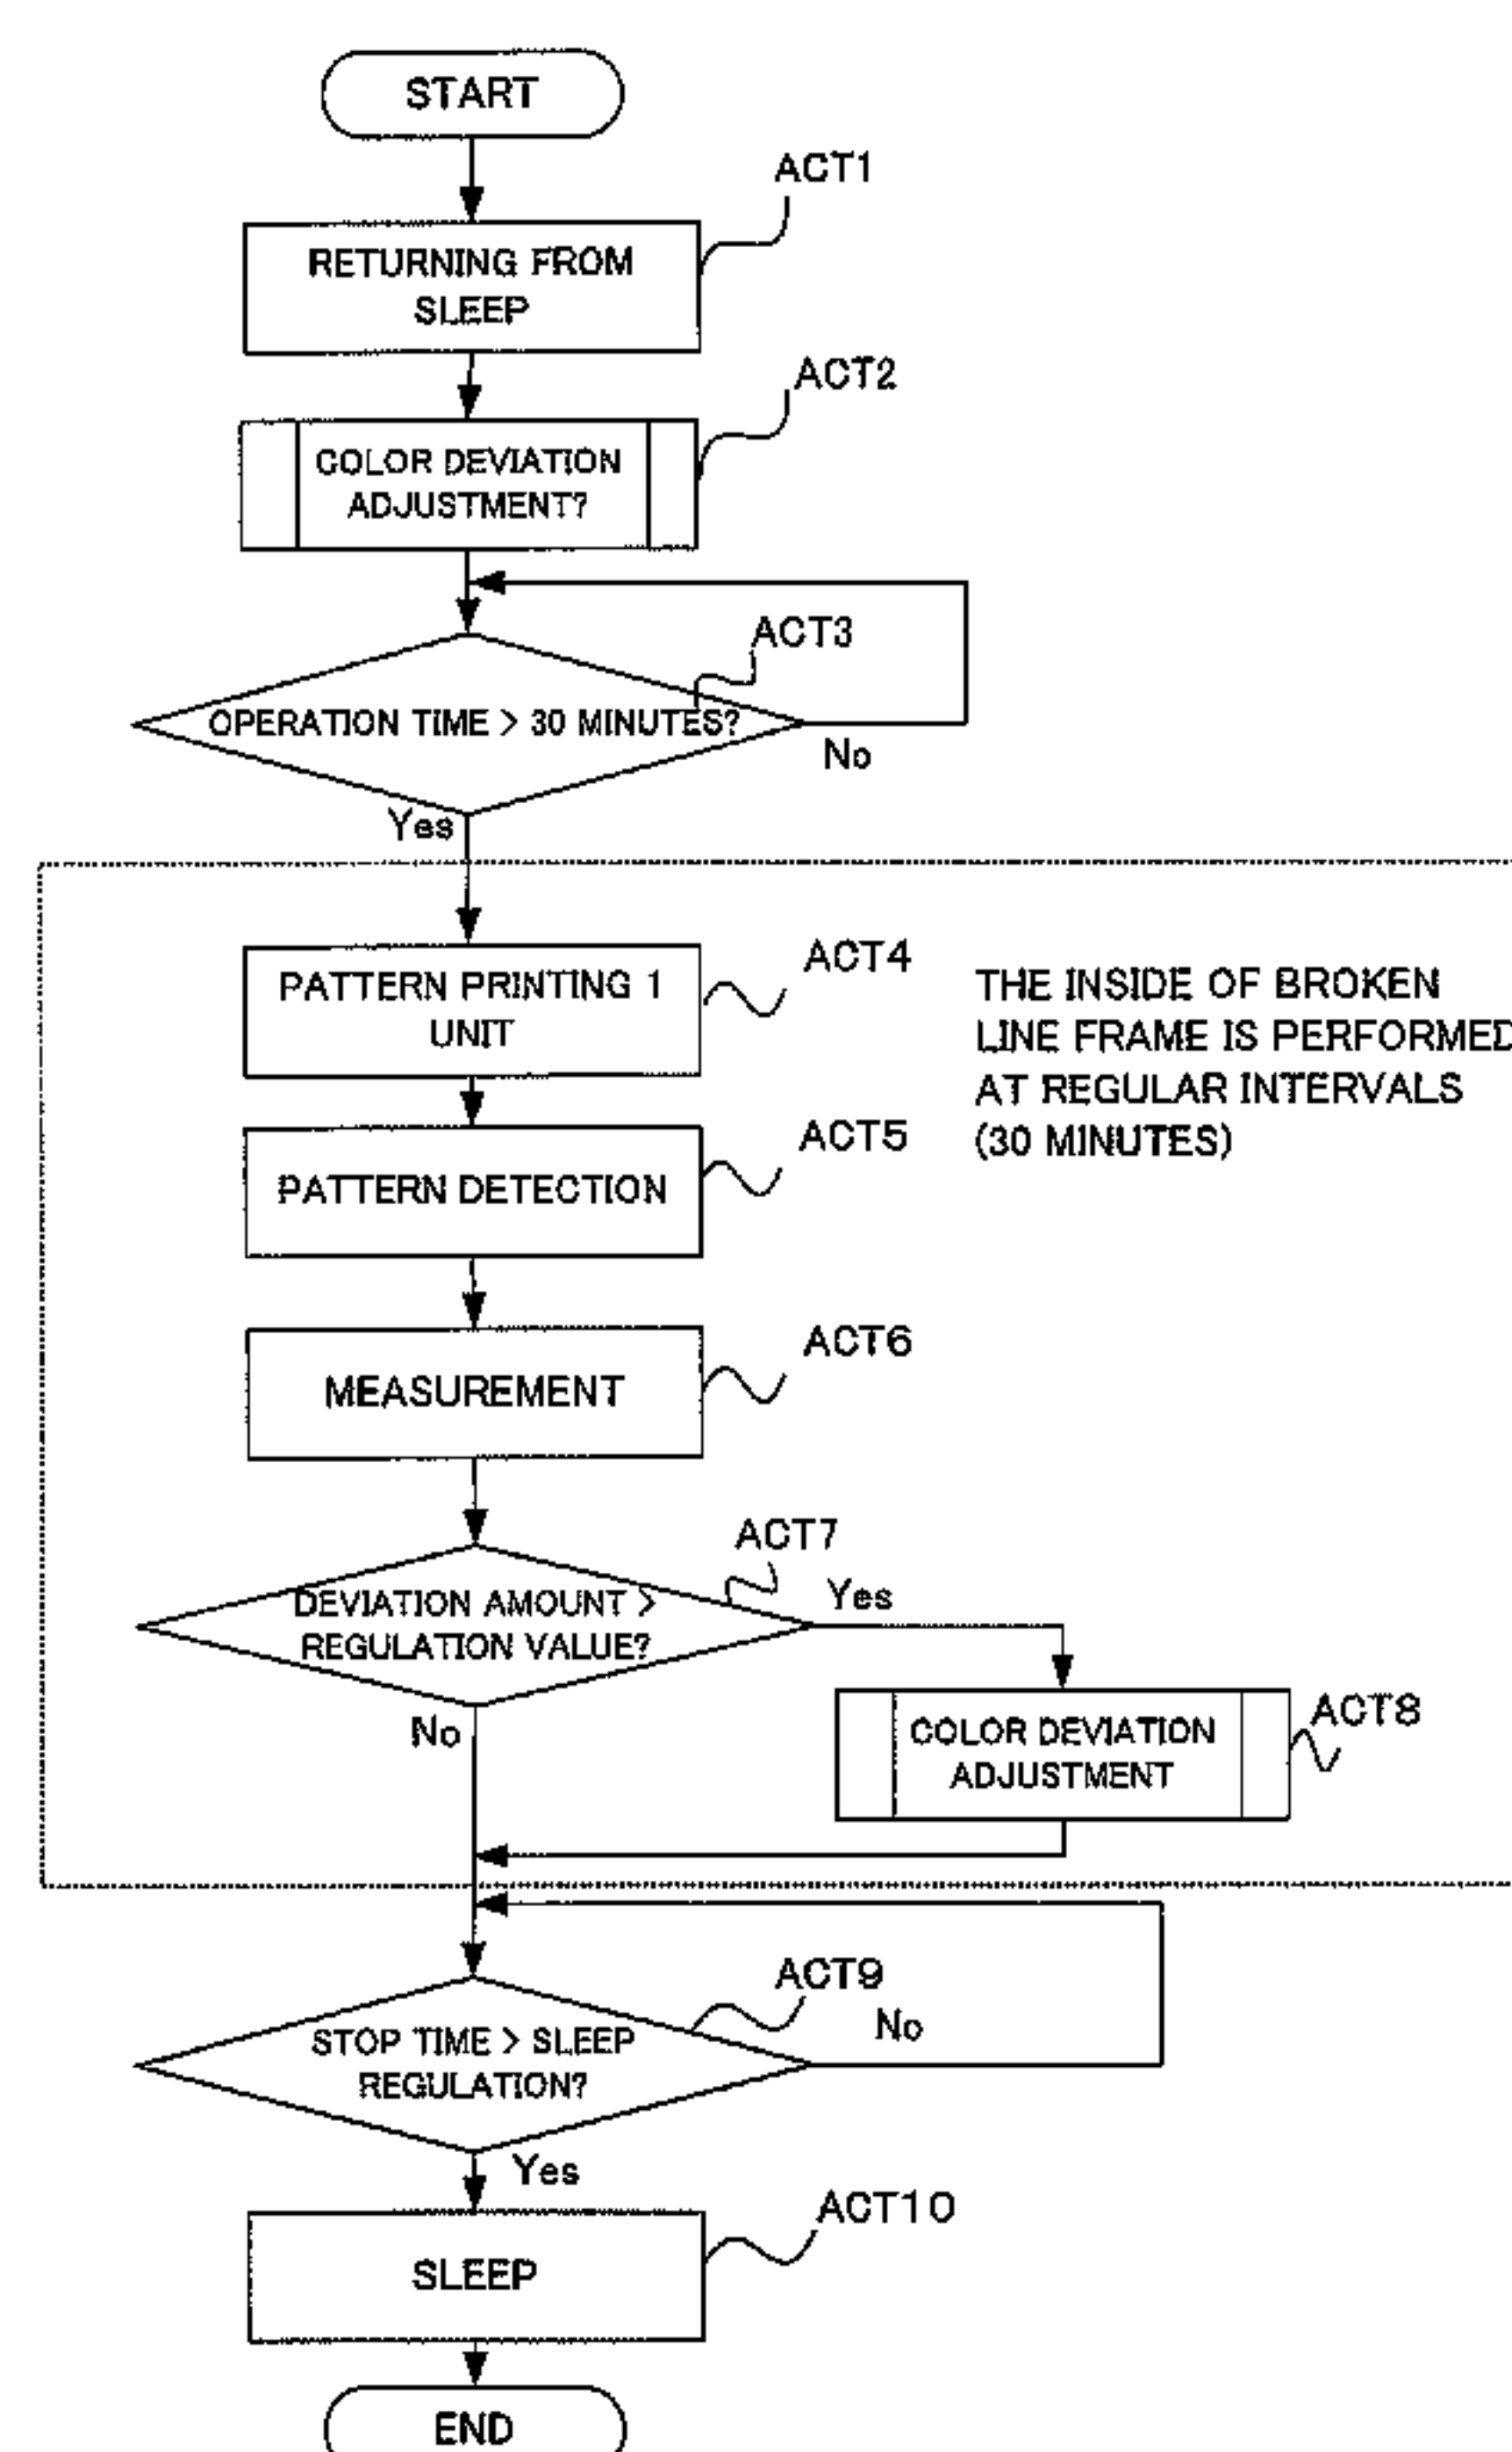 START
ACT1
RETURNING FROM
SLEEP
ACT2
COLOR DEVIATION
ADJUSTMENT?
ACT3
OPERATION TIME > 30 MINUTES?
No
Yes
ACT4
PATTERN PRINTING 1
UNIT
THE INSIDE OF BROKEN
LINE FRAME IS PERFORMED
AT REGULAR INTERVALS
(30 MINUTES)
ACT5
PATTERN DETECTION
ACT6
MEASUREMENT
ACT7
DEVIATION AMOUNT >
REGULATION VALUE?
Yes
No
ACT8
COLOR DEVIATION
ADJUSTMENT
ACT9
STOP TIME > SLEEP
REGULATION?
No
Yes
ACT10
SLEEP
END